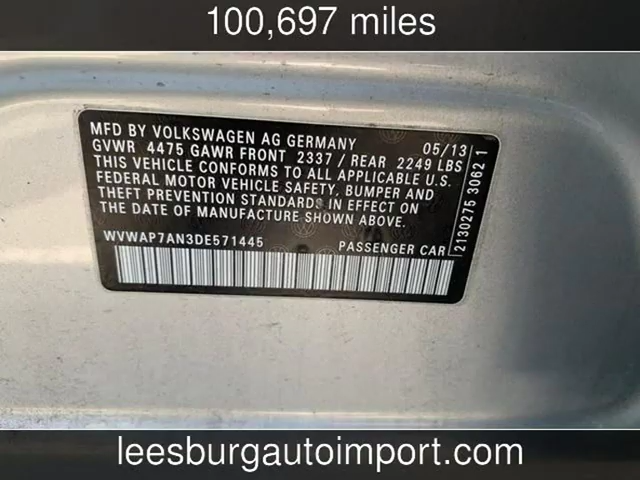 100,697 miles
MFD BY VOLKSWAGEN AG GERMANY 05/13
GVWR 4475 GAWR FRONT 2337 / REAR 2249 LBS
THIS VEHICLE CONFORMS TO ALL APPLICABLE U.S.
FEDERAL MOTOR VEHICLE SAFETY, BUMPER AND
THEFT PREVENTION STANDARDS IN EFFECT ON
THE DATE OF MANUFACTURE SHOWN ABOVE.
WVWAP7AN3DE571445 PASSENGER CAR
2130275 3062 1
leesburgautoimport.com